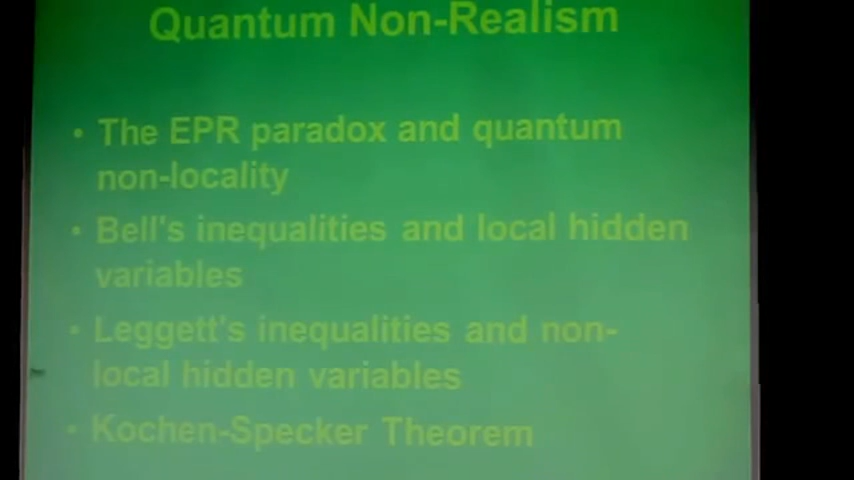 Quantum Non-Realism
• The EPR paradox and quantum
non-locality
• Bell's inequalities and local hidden
variables
• Leggett's inequalities and non-
local hidden variables
• Kochen-Specker Theorem